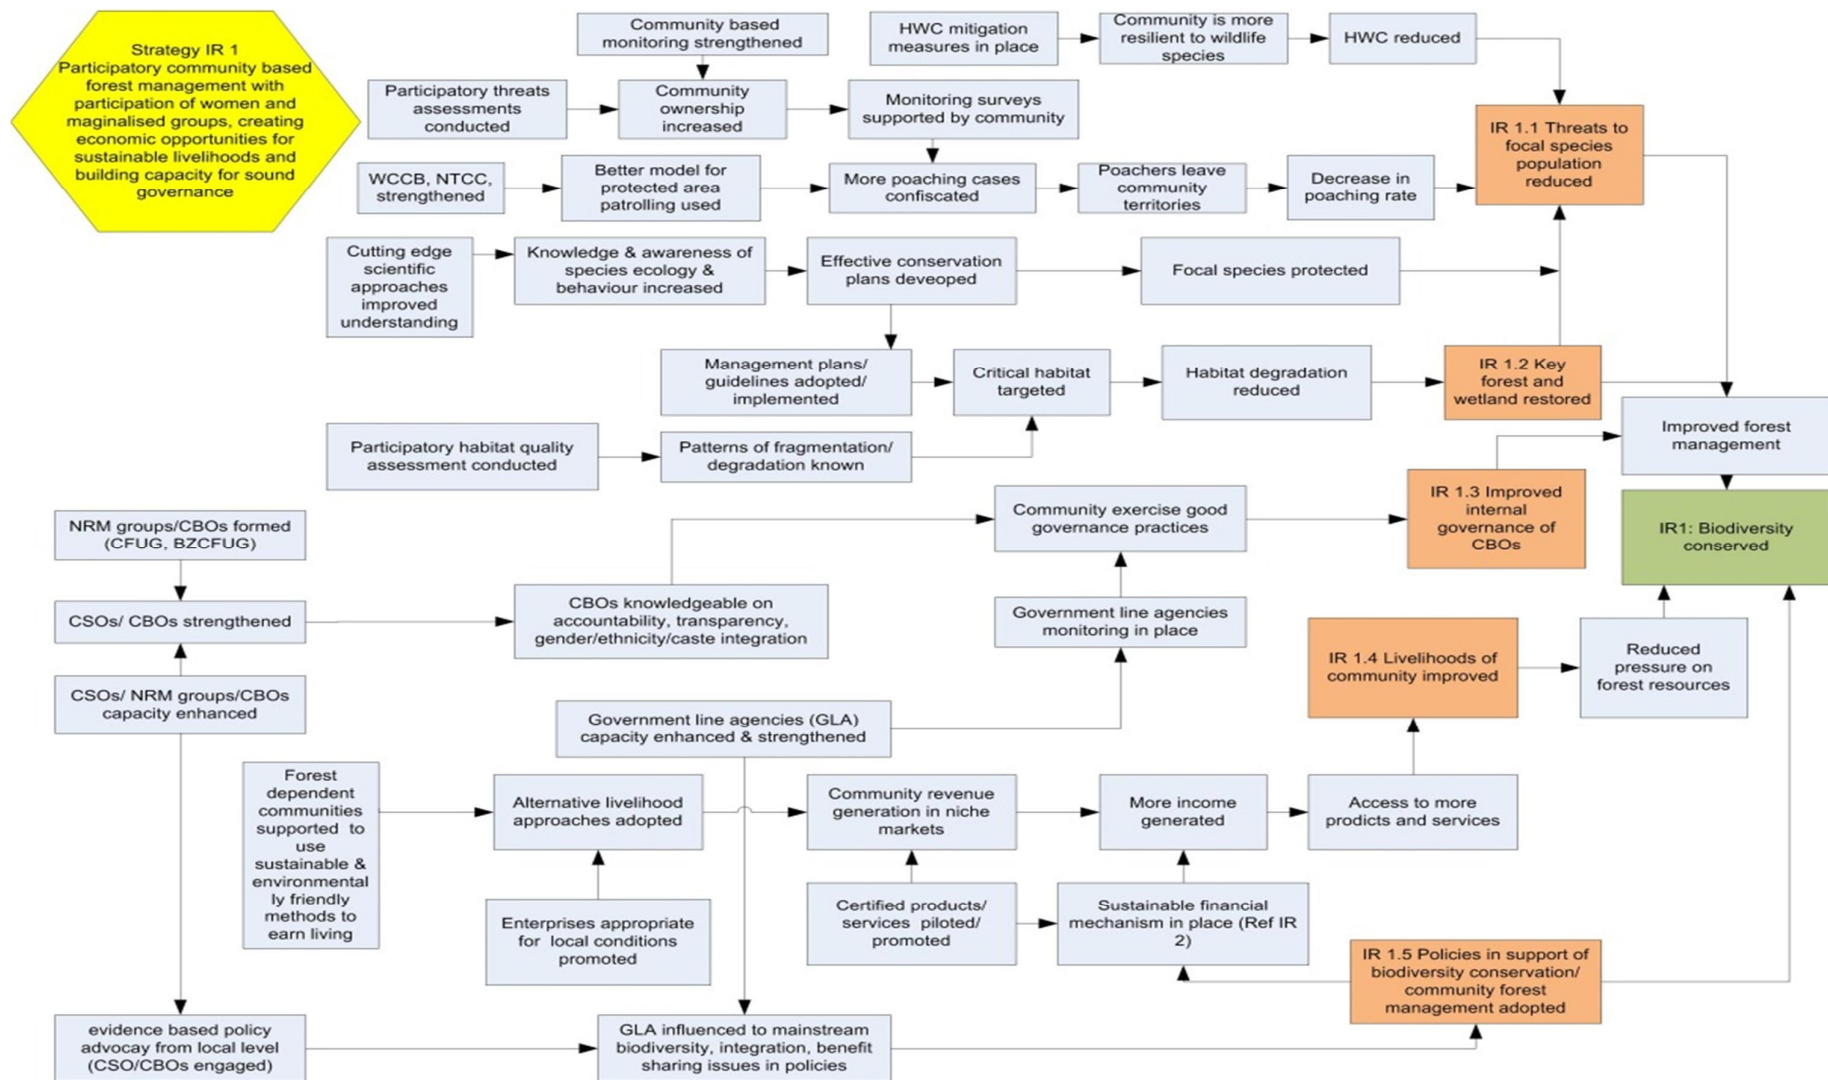 Strategy IR 1
Participatory community based
forest management with
participation of women and
maginalised groups, creating
economic opportunities for
sustainable livelihoods and
building capacity for sound
governance
Community based
monitoring strengthened
HWC mitigation
measures in place
Community is more
resilient to wildlife
species
HWC reduced
Participatory threats
assessments
conducted
Community
ownership
increased
Monitoring surveys
supported by community
IR 1.1 Threats to
focal species
population
reduced
WCCB, NTCC,
strengthened
Better model for
protected area
patrolling used
More poaching cases
confiscated
Poachers leave
community
territories
Decrease in
poaching rate
Cutting edge
scientific
approaches
improved
understanding
Knowledge & awareness of
species ecology &
behaviour increased
Effective conservation
plans deveoped
Focal species protected
Management plans/
guidelines adopted/
implemented
Critical habitat
targeted
Habitat degradation
reduced
IR 1.2 Key
forest and
wetland restored
Improved forest
management
Participatory habitat quality
assessment conducted
Patterns of fragmentation/
degradation known
IR 1.3 Improved
internal
governance of
CBOs
IR1: Biodiversity
conserved
NRM groups/CBOs formed
(CFUG, BZCFUG)
Community exercise good
governance practices
CSOs/ CBOs strengthened
CBOs knowledgeable on
accountability, transparency,
gender/ethnicity/caste integration
Government line agencies
monitoring in place
IR 1.4 Livelihoods of
community improved
Reduced
pressure on
forest resources
CSOs/ NRM groups/CBOs
capacity enhanced
Government line agencies (GLA)
capacity enhanced & strengthened
Forest
dependent
communities
supported to
use
sustainable &
environmental
ly friendly
methods to
earn living
Alternative livelihood
approaches adopted
Community revenue
generation in niche
markets
More income
generated
Access to more
prodicts and services
Enterprises appropriate
for local conditions
promoted
Certified products/
services piloted/
promoted
Sustainable financial
mechanism in place (Ref IR
2)
IR 1.5 Policies in support of
biodiversity conservation/
community forest
management adopted
evidence based policy
advocay from local level
(CSO/CBOs engaged)
GLA influenced to mainstream
biodiversity, integration, benefit
sharing issues in policies